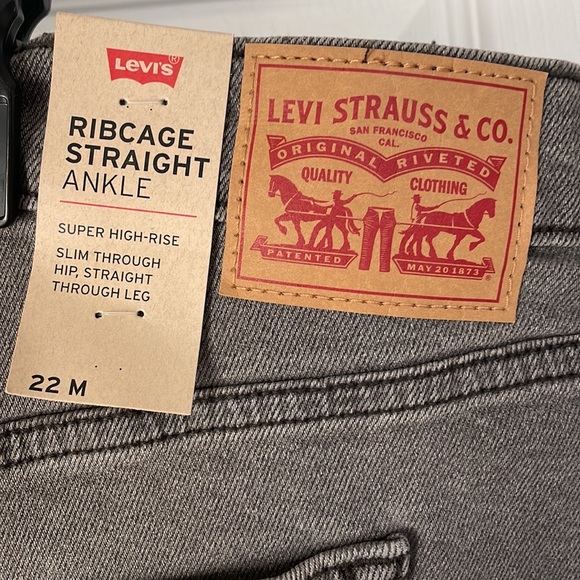 Levi's®
RIBCAGE
STRAIGHT
ANKLE
SUPER HIGH-RISE
SLIM THROUGH
HIP, STRAIGHT
THROUGH LEG
22 M
LEVI STRAUSS & CO.
SAN FRANCISCO
CAL.
ORIGINAL RIVETED
QUALITY CLOTHING
PATENTED MAY 20 1873